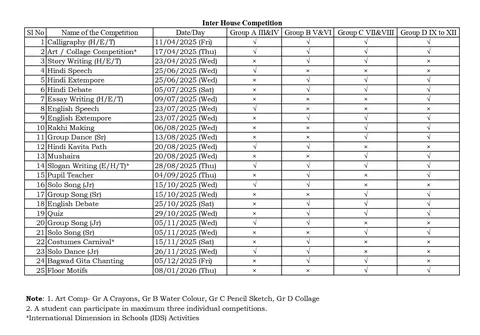 Inter House Competition
Sl No Name of the Competition Date/Day Group A III&IV Group B V&VI Group C VII&VIII Group D IX to XII
1 Calligraphy (H/E/T) 11/04/2025 (Fri) √ √ √ √
2 Art / Collage Competition* 17/04/2025 (Thu) √ √ √ √
3 Story Writing (H/E/T) 23/04/2025 (Wed) × × √ ×
4 Hindi Speech 25/06/2025 (Wed) √ × × ×
5 Hindi Extempore 25/06/2025 (Wed) × √ √ √
6 Hindi Debate 05/07/2025 (Sat) × √ √ √
7 Essay Writing (H/E/T) 09/07/2025 (Wed) × × √ √
8 English Speech 23/07/2025 (Wed) √ × × ×
9 English Extempore 23/07/2025 (Wed) × √ √ √
10 Rakhi Making 06/08/2025 (Wed) × × √ √
11 Group Dance (Sr) 13/08/2025 (Wed) × × √ √
12 Hindi Kavita Path 20/08/2025 (Wed) √ √ × ×
13 Mushaira 20/08/2025 (Wed) × × √ √
14 Slogan Writing (E/H/T)* 28/08/2025 (Thu) √ √ √ √
15 Pupil Teacher 04/09/2025 (Thu) × √ × √
16 Solo Song (Jr) 15/10/2025 (Wed) √ √ × ×
17 Group Song (Sr) 15/10/2025 (Wed) × × √ √
18 English Debate 25/10/2025 (Sat) × √ √ √
19 Quiz 29/10/2025 (Wed) × √ √ √
20 Group Song (Jr) 05/11/2025 (Wed) √ √ × ×
21 Solo Song (Sr) 05/11/2025 (Wed) × × √ √
22 Costumes Carnival* 15/11/2025 (Sat) × √ × ×
23 Solo Dance (Jr) 26/11/2025 (Wed) √ √ × ×
24 Bagwad Gita Chanting 05/12/2025 (Fri) × √ × ×
25 Floor Motifs 08/01/2026 (Thu) × × √ √
Note: 1. Art Comp- Gr A Crayons, Gr B Water Colour, Gr C Pencil Sketch, Gr D Collage
2. A student can participate in maximum three individual competitions.
*International Dimension in Schools (IDS) Activities